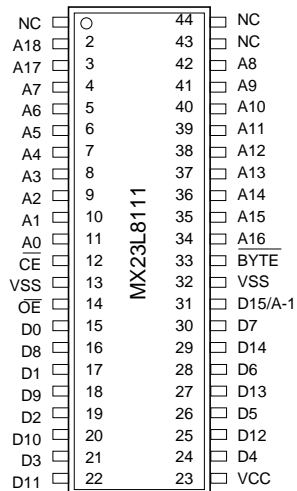 NC 44 NC
A18 2 43 NC
A17 3 42 A8
A7 4 41 A9
A6 5 40 A10
A5 6 39 A11
A4 7 38 A12
A3 8 37 A13
A2 9 36 A14
A1 10 35 A15
A0 11 34 A16
CE 12 33 BYTE
VSS 13 32 VSS
OE 14 31 D15/A-1
D0 15 30 D7
D8 16 29 D14
D1 17 28 D6
D9 18 27 D13
D2 19 26 D5
D10 20 25 D12
D3 21 24 D4
D11 22 23 VCC
MX23L8111